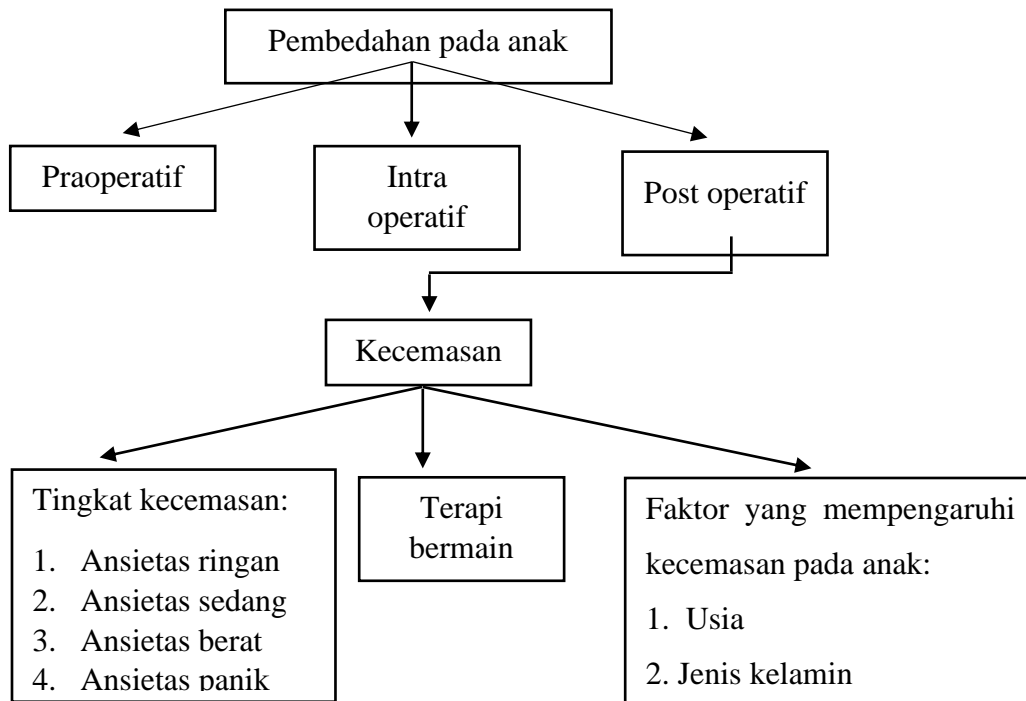 Pembedahan pada anak
Praoperatif
Intra
operatif
Post operatif
Kecemasan
Tingkat kecemasan:
1. Ansietas ringan
2. Ansietas sedang
3. Ansietas berat
4. Ansietas panik
Terapi
bermain
Faktor yang mempengaruhi
kecemasan pada anak:
1. Usia
2. Jenis kelamin